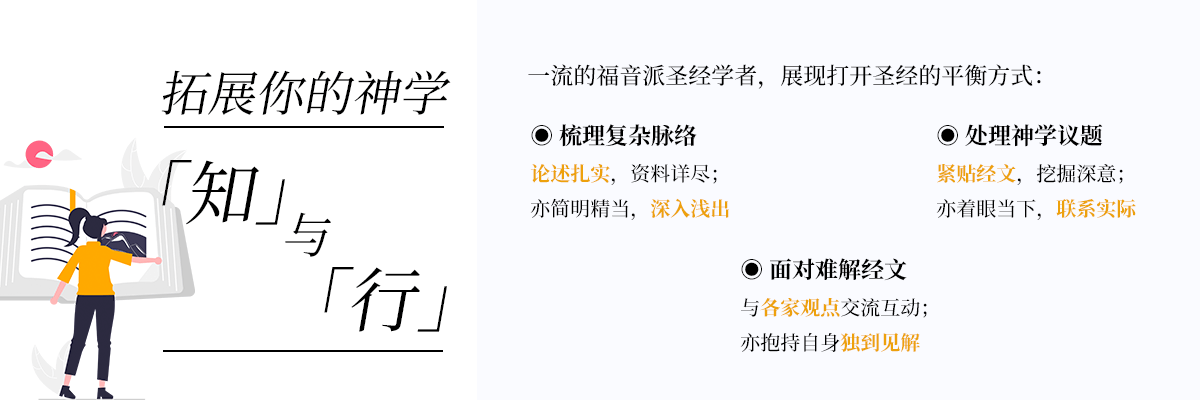 拓展你的神学
「知」
与
「行」
一流的福音派圣经学者，展现打开圣经的平衡方式：
◉ 梳理复杂脉络
论述扎实，资料详尽；
亦简明精当，深入浅出
◉ 处理神学议题
紧贴经文，挖掘深意；
亦着眼当下，联系实际
◉ 面对难解经文
与各家观点交流互动；
亦抱持自身独到见解